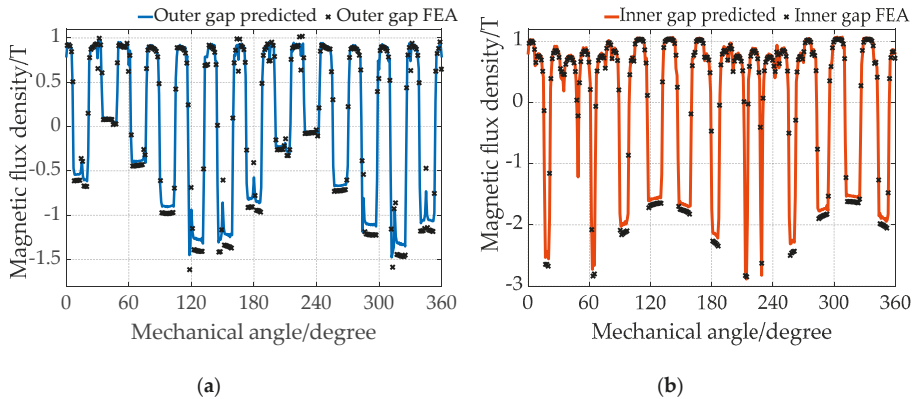 Outer gap predicted × Outer gap FEA
1
0.5
0
-0.5
-1
-1.5
Magnetic flux density/T
0 60 120 180 240 300 360
Mechanical angle/degree
(a)
Inner gap predicted × Inner gap FEA
1
0
-1
-2
-3
Magnetic flux density/T
0 60 120 180 240 300 360
Mechanical angle/degree
(b)